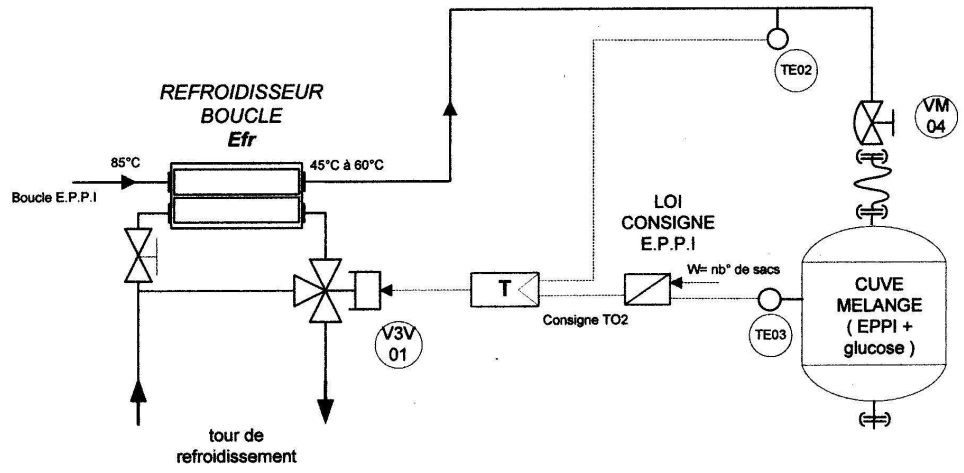 TE02
REFROIDISSEUR
BOUCLE
Efr
VM
04
85°C
45°C à 60°C
Boucle E.P.P.I
LOI
CONSIGNE
E.P.P.I
W= nb° de sacs
T
Consigne TO2
TE03
CUVE
MELANGE
( EPPI +
glucose )
V3V
01
tour de
refroidissement